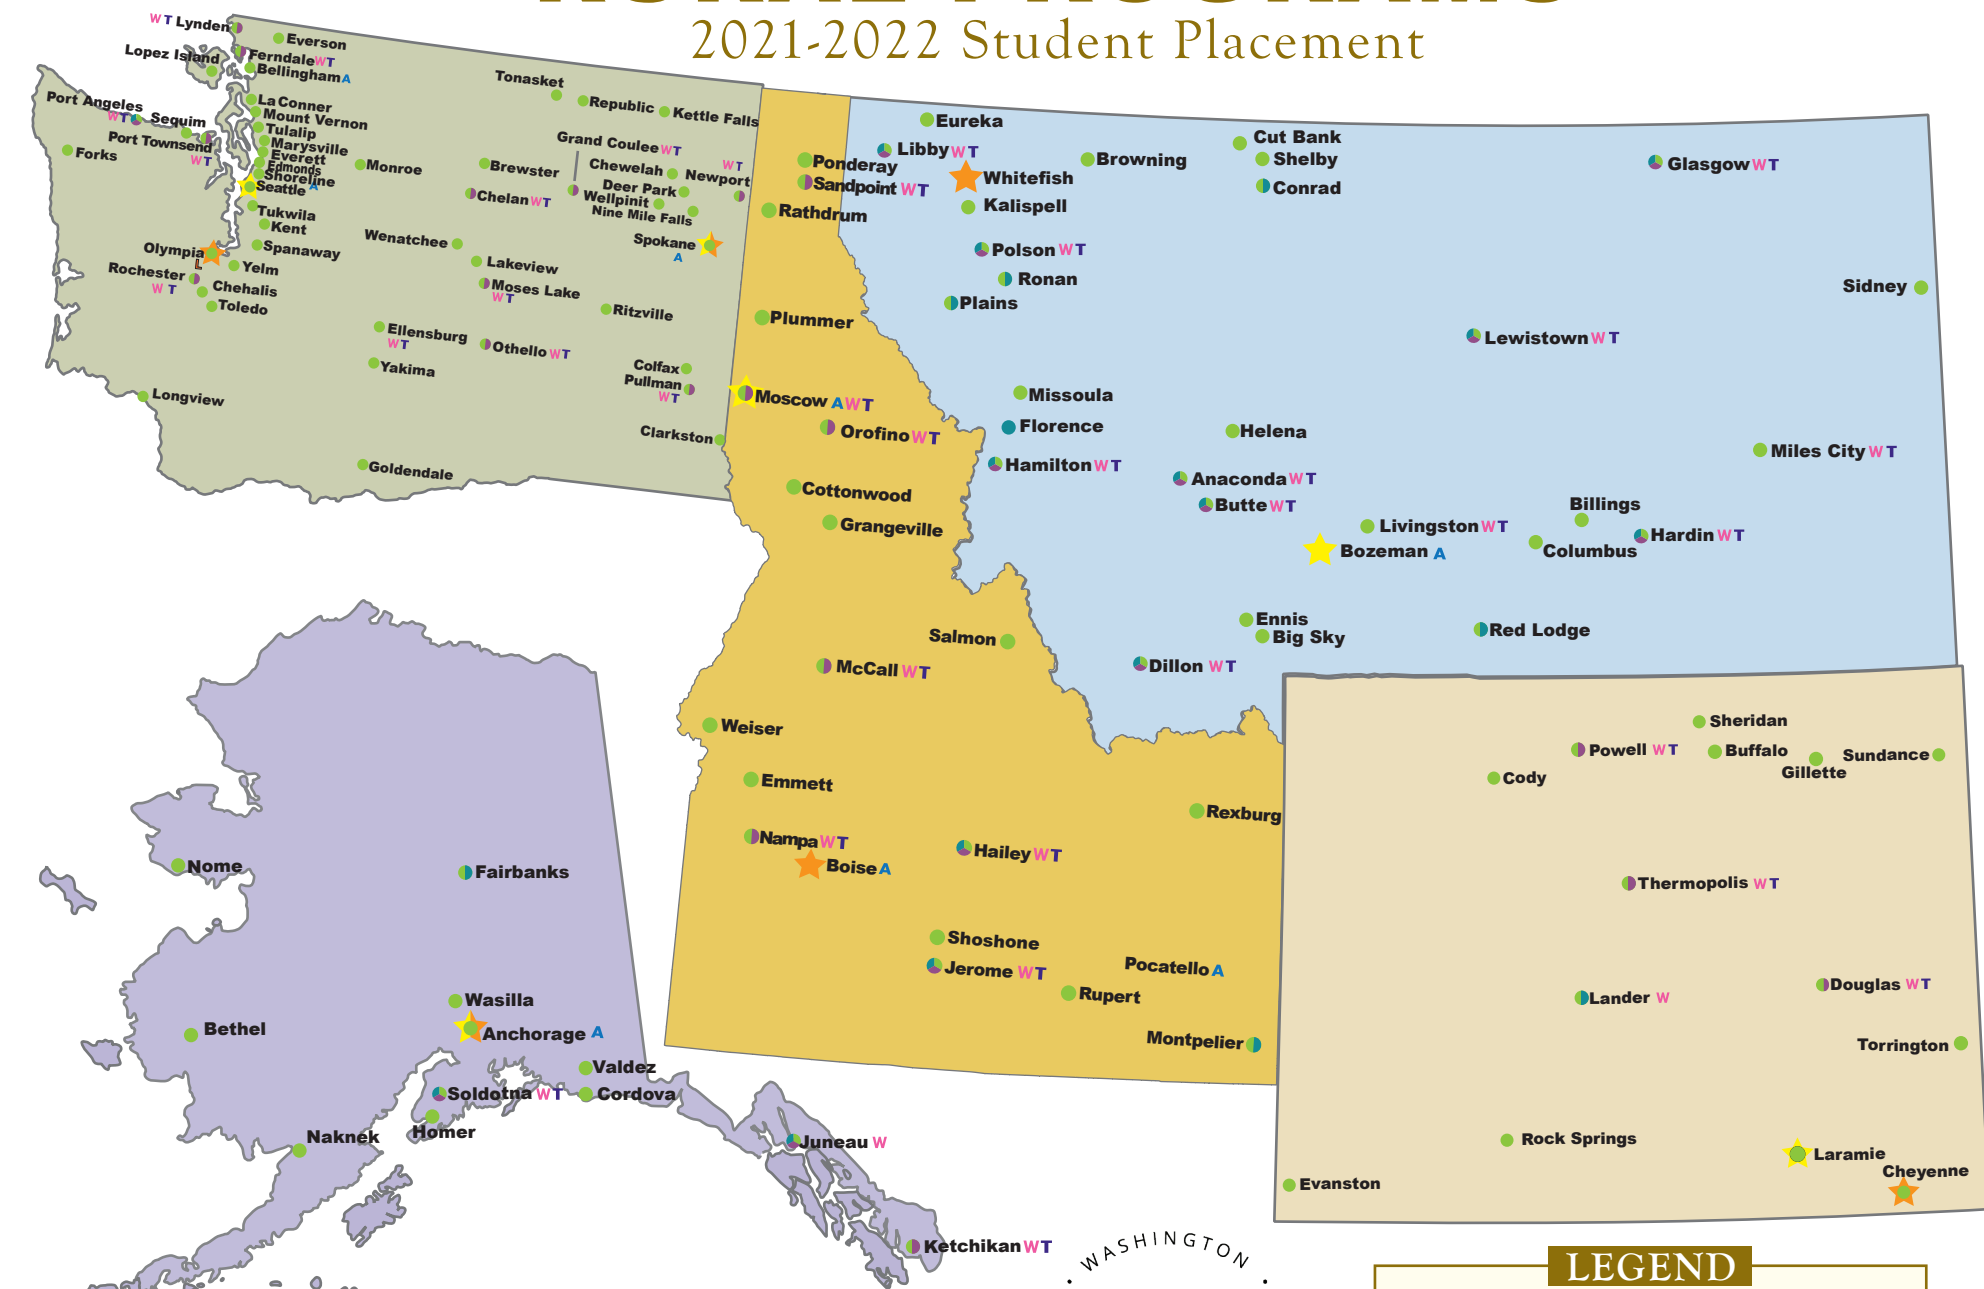 2021-2022 Student Placement
W T Lynden
Everson
Ferndale W T
Lopez Island
Bellingham A
La Conner
Port Angeles
W T
Mount Vernon
Sequim
Tulalip
Port Townsend
W T
Marysville
Everett
Edmonds
Forks
Shoreline
Seattle A
Monroe
Tukwila
Kent
Olympia
L
Spanaway
Rochester
W T
Yelm
Chehalis
Toledo
Tonasket
Republic
Kettle Falls
Grand Coulee W T
Brewster
Chewelah
W T
Newport
Chelan W T
Deer Park
Wellpinit
Nine Mile Falls
Wenatchee
Spokane
A
Lakeview
Moses Lake
W T
Ritzville
Ellensburg
W T
Othello W T
Yakima
Colfax
Pullman
W T
Longview
Clarkston
Goldendale
Ponderay
Sandpoint W T
Rathdrum
Plummer
Moscow A W T
Orofino W T
Cottonwood
Grangeville
Salmon
McCall W T
Weiser
Emmett
Rexburg
Nampa W T
Boise A
Hailey W T
Shoshone
Jerome W T
Pocatello A
Rupert
Montpelier
Eureka
Libby W T
Whitefish
Kalispell
Browning
Cut Bank
Shelby
Conrad
Glasgow W T
Polson W T
Ronan
Plains
Sidney
Lewistown W T
Missoula
Florence
Helena
Hamilton W T
Miles City W T
Anaconda W T
Butte W T
Billings
Livingston W T
Hardin W T
Bozeman A
Columbus
Ennis
Big Sky
Red Lodge
Dillon W T
Sheridan
Powell W T
Buffalo
Sundance
Gillette
Cody
Thermopolis W T
Douglas W T
Lander W
Torrington
Rock Springs
Laramie
Cheyenne
Evanston
Nome
Fairbanks
Wasilla
Bethel
Anchorage A
Valdez
Soldotna W T
Cordova
Homer
Naknek
Juneau W
Ketchikan W T
• WASHINGTON •
LEGEND